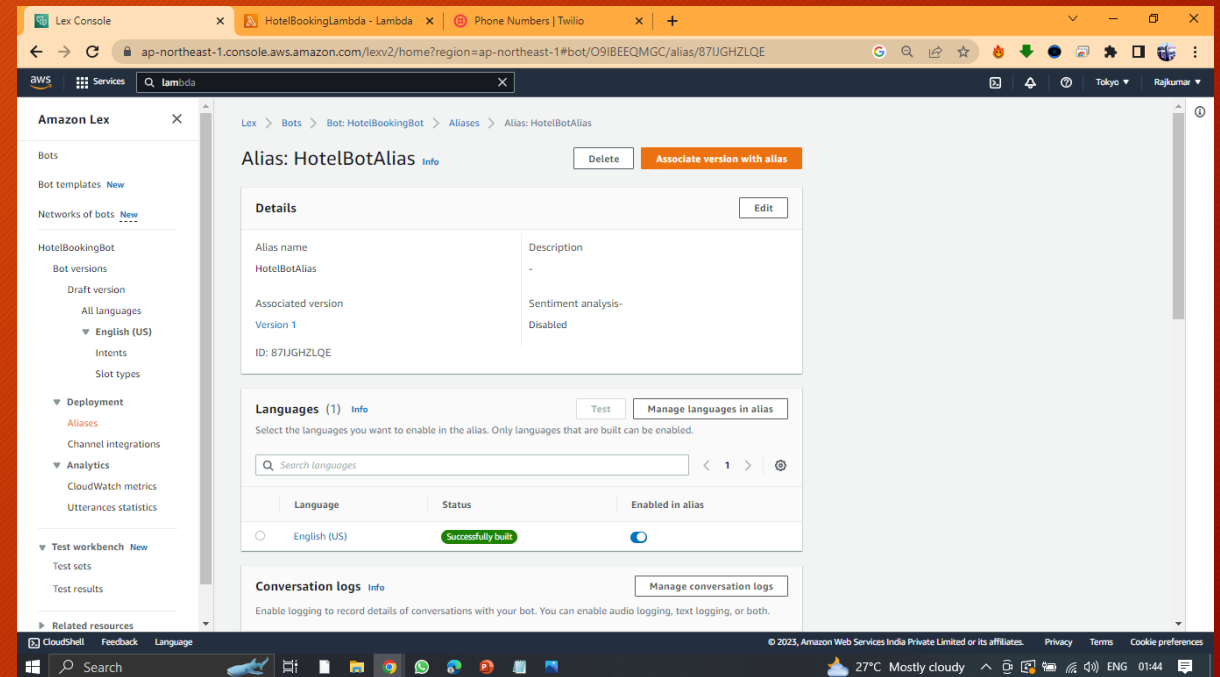 Lex Console
HotelBookingLambda - Lambda
Phone Numbers | Twilio
ap-northeast-1.console.aws.amazon.com/lexv2/home?region=ap-northeast-1#bot/O9IBEEQMGC/alias/87IJGHZLQE
aws
Services
lambda
Tokyo
Rajkumar
Amazon Lex
Bots
Bot templates New
Networks of bots New
HotelBookingBot
Bot versions
Draft version
All languages
English (US)
Intents
Slot types
Deployment
Aliases
Channel integrations
Analytics
CloudWatch metrics
Utterances statistics
Test workbench New
Test sets
Test results
Related resources
Lex > Bots > Bot: HotelBookingBot > Aliases > Alias: HotelBotAlias
Alias: HotelBotAlias Info
Delete
Associate version with alias
Details
Edit
Alias name
HotelBotAlias
Description
-
Associated version
Version 1
Sentiment analysis-
Disabled
ID: 87IJGHZLQE
Languages (1) Info
Test
Manage languages in alias
Select the languages you want to enable in the alias. Only languages that are built can be enabled.
Search languages
1
Language Status Enabled in alias
English (US) Successfully built
Conversation logs Info
Manage conversation logs
Enable logging to record details of conversations with your bot. You can enable audio logging, text logging, or both.
CloudShell Feedback Language
© 2023, Amazon Web Services India Private Limited or its affiliates. Privacy Terms Cookie preferences
Search
27°C Mostly cloudy
ENG
01:44